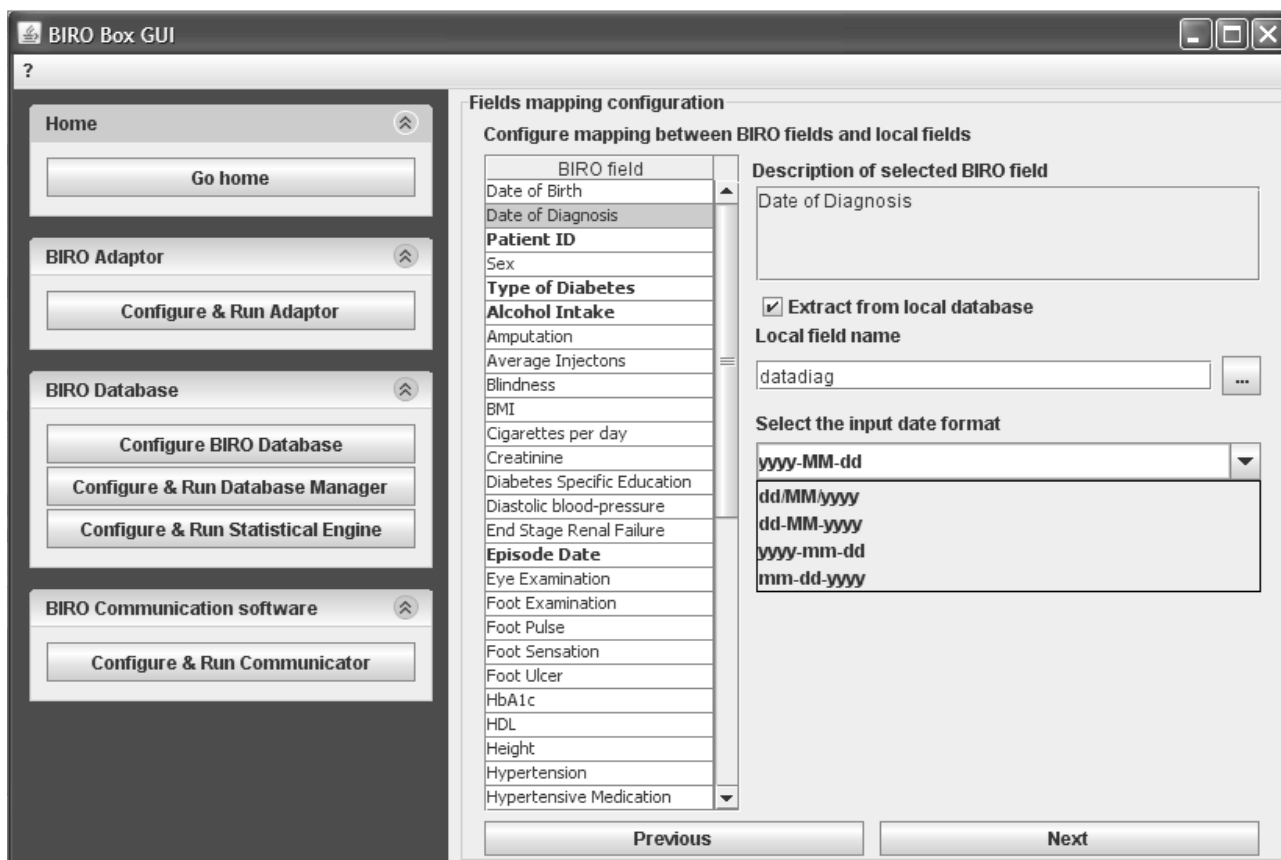 BIRO Box GUI
?
Home
Go home
BIRO Adaptor
Configure & Run Adaptor
BIRO Database
Configure BIRO Database
Configure & Run Database Manager
Configure & Run Statistical Engine
BIRO Communication software
Configure & Run Communicator
Fields mapping configuration
Configure mapping between BIRO fields and local fields
BIRO field
Date of Birth
Date of Diagnosis
Patient ID
Sex
Type of Diabetes
Alcohol Intake
Amputation
Average Injectons
Blindness
BMI
Cigarettes per day
Creatinine
Diabetes Specific Education
Diastolic blood-pressure
End Stage Renal Failure
Episode Date
Eye Examination
Foot Examination
Foot Pulse
Foot Sensation
Foot Ulcer
HbA1c
HDL
Height
Hypertension
Hypertensive Medication
Description of selected BIRO field
Date of Diagnosis
Extract from local database
Local field name
datadiag
...
Select the input date format
yyyy-MM-dd
dd/MM/yyyy
dd-MM-yyyy
yyyy-mm-dd
mm-dd-yyyy
Previous
Next